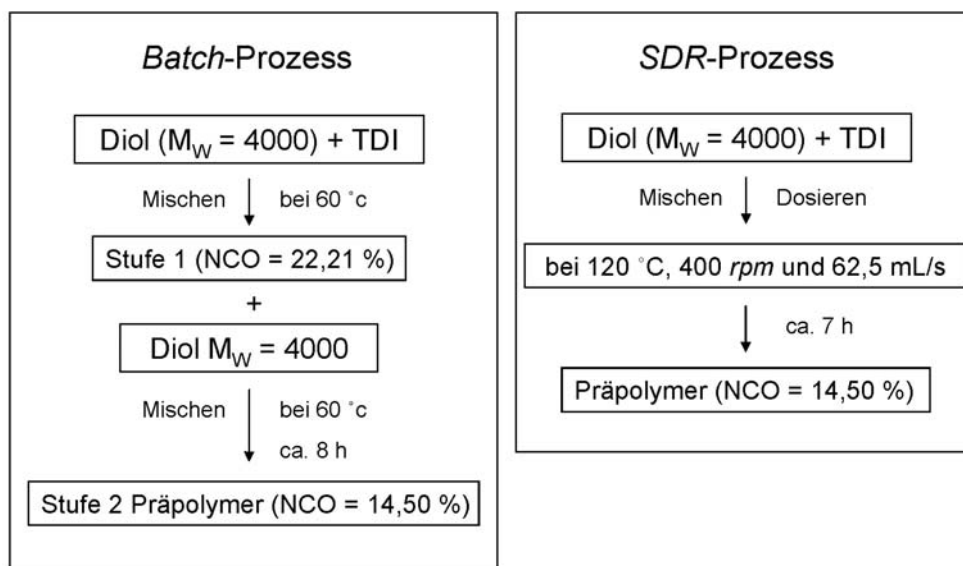 Batch-Prozess
Diol (MW = 4000) + TDI
Mischen bei 60 ˚c
Stufe 1 (NCO = 22,21 %)
+
Diol MW = 4000
Mischen bei 60 ˚c
ca. 8 h
Stufe 2 Präpolymer (NCO = 14,50 %)
SDR-Prozess
Diol (MW = 4000) + TDI
Mischen Dosieren
bei 120 ˚C, 400 rpm und 62,5 mL/s
ca. 7 h
Präpolymer (NCO = 14,50 %)